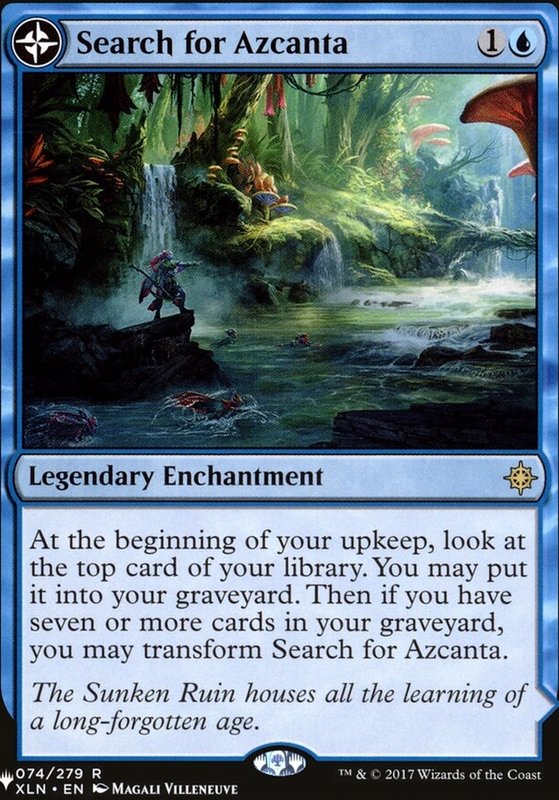 Search for Azcanta 1
Legendary Enchantment
At the beginning of your upkeep, look at
the top card of your library. You may put
it into your graveyard. Then if you have
seven or more cards in your graveyard,
you may transform Search for Azcanta.
The Sunken Ruin houses all the learning of
a long-forgotten age.
074/279 R
XLN • EN Magali Villeneuve
™ & © 2017 Wizards of the Coast